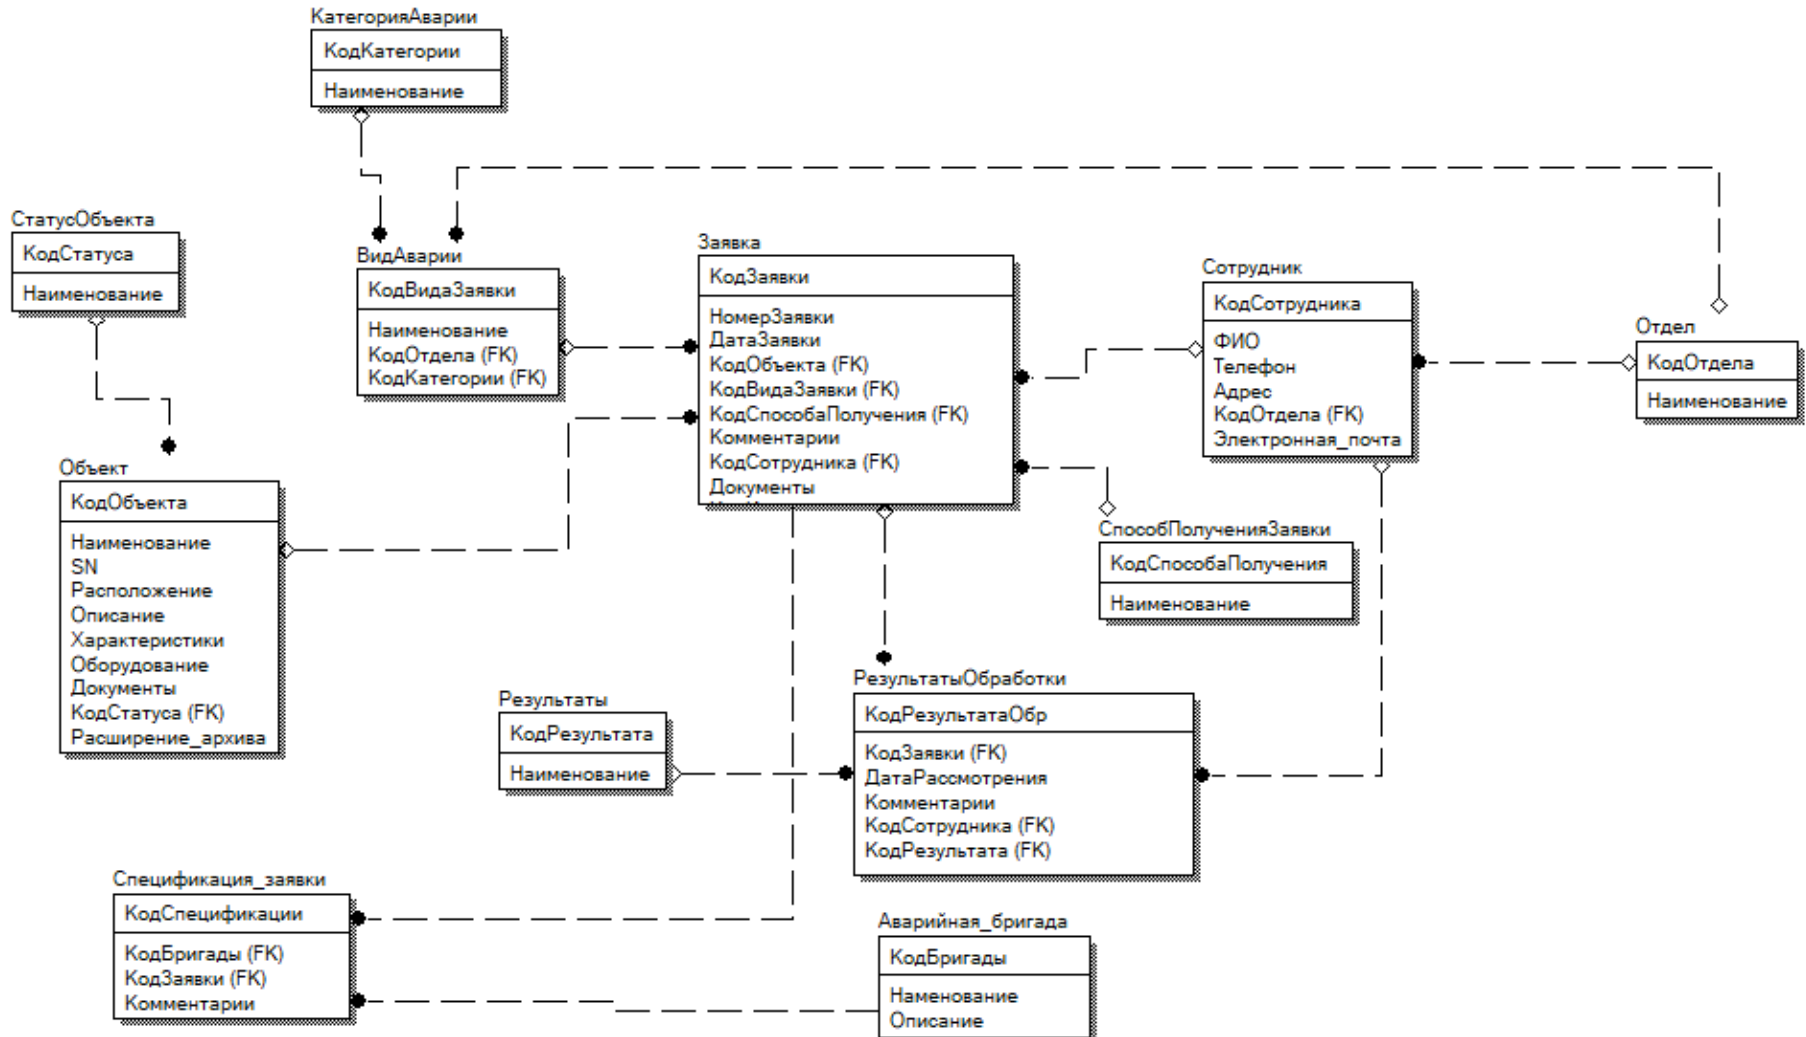 КатегорияАварии
КодКатегории
Наименование
СтатусОбъекта
КодСтатуса
Наименование
ВидАварии
КодВидаЗаявки
Наименование
КодОтдела (FK)
КодКатегории (FK)
Заявка
КодЗаявки
НомерЗаявки
ДатаЗаявки
КодОбъекта (FK)
КодВидаЗаявки (FK)
КодСпособаПолучения (FK)
Комментарии
КодСотрудника (FK)
Документы
Сотрудник
КодСотрудника
ФИО
Телефон
Адрес
КодОтдела (FK)
Электронная_почта
Отдел
КодОтдела
Наименование
Объект
КодОбъекта
Наименование
SN
Расположение
Описание
Характеристики
Оборудование
Документы
КодСтатуса (FK)
Расширение_архива
СпособПолученияЗаявки
КодСпособаПолучения
Наименование
Результаты
КодРезультата
Наименование
РезультатыОбработки
КодРезультатаОбр
КодЗаявки (FK)
ДатаРассмотрения
Комментарии
КодСотрудника (FK)
КодРезультата (FK)
Спецификация_заявки
КодСпецификации
КодБригады (FK)
КодЗаявки (FK)
Комментарии
Аварийная_бригада
КодБригады
Наменование
Описание